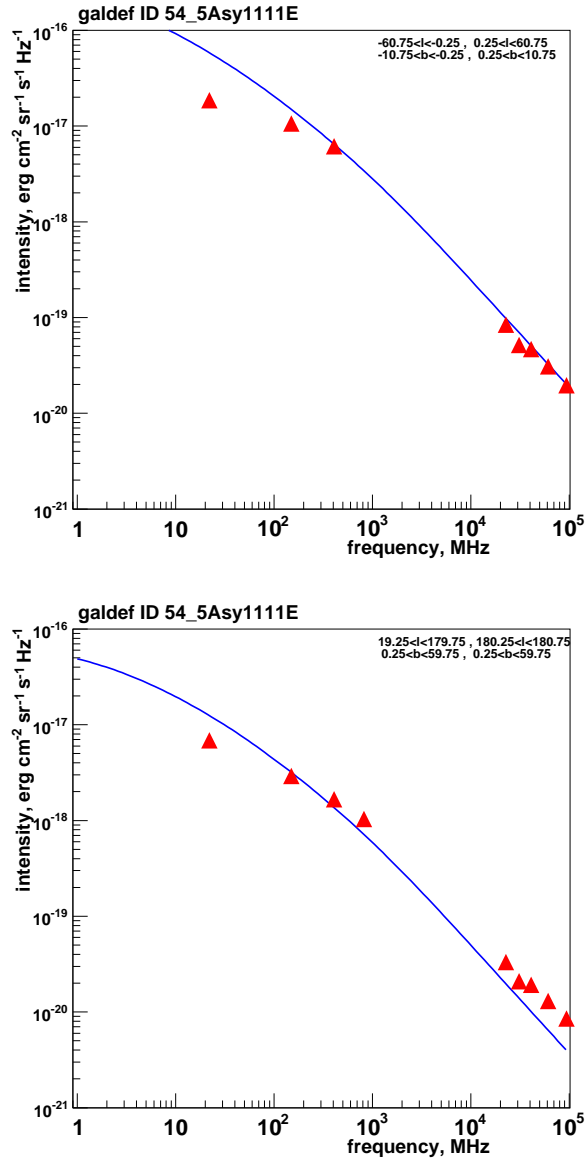 galdef ID 54_5Asy1111E
-60.75<l<-0.25 , 0.25<l<60.75
-10.75<b<-0.25 , 0.25<b<10.75
intensity, erg cm-2 sr-1 s-1 Hz-1
10-16
10-17
10-18
10-19
10-20
10-21
1 10 10² 10³ 10⁴ 10⁵
frequency, MHz
galdef ID 54_5Asy1111E
19.25<l<179.75 , 180.25<l<180.75
0.25<b<59.75 , 0.25<b<59.75
intensity, erg cm-2 sr-1 s-1 Hz-1
10-16
10-17
10-18
10-19
10-20
10-21
1 10 10² 10³ 10⁴ 10⁵
frequency, MHz